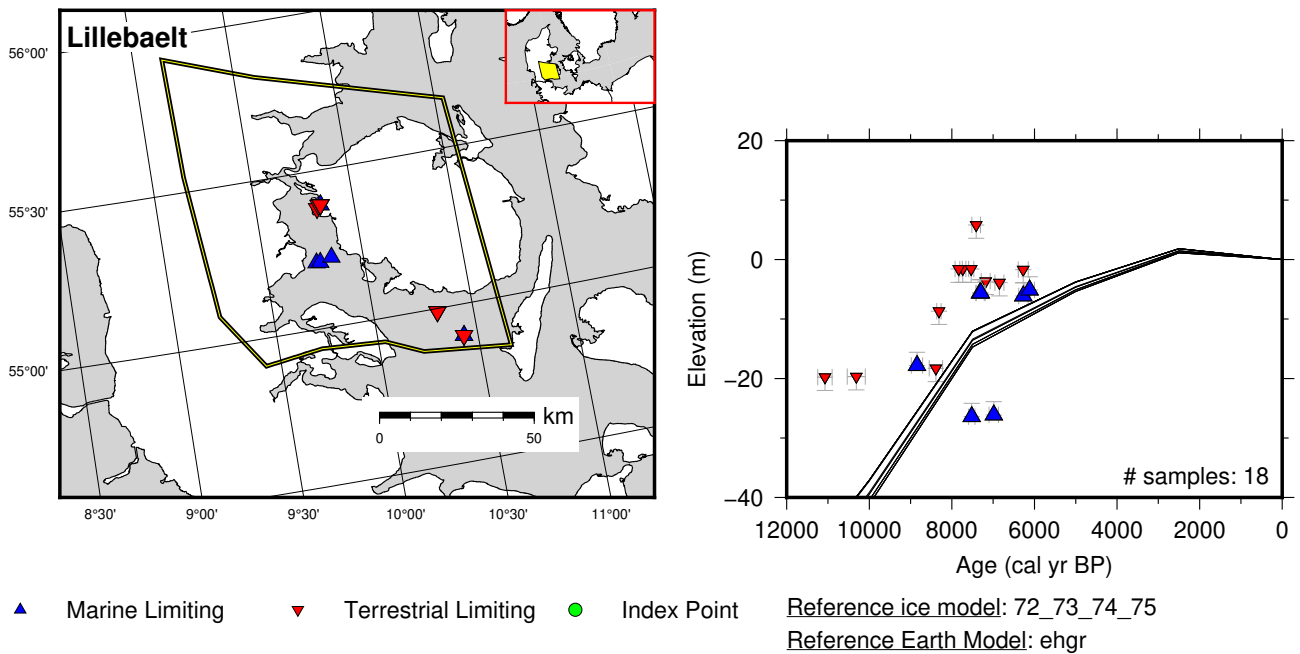 Lillebaelt
56°00'
55°30'
55°00'
8°30'
9°00'
9°30'
10°00'
10°30'
11°00'
km
0
50
20
0
−20
−40
Elevation (m)
# samples: 18
12000
10000
8000
6000
4000
2000
0
Age (cal yr BP)
Marine Limiting
Terrestrial Limiting
Index Point
Reference ice model: 72_73_74_75
Reference Earth Model: ehgr